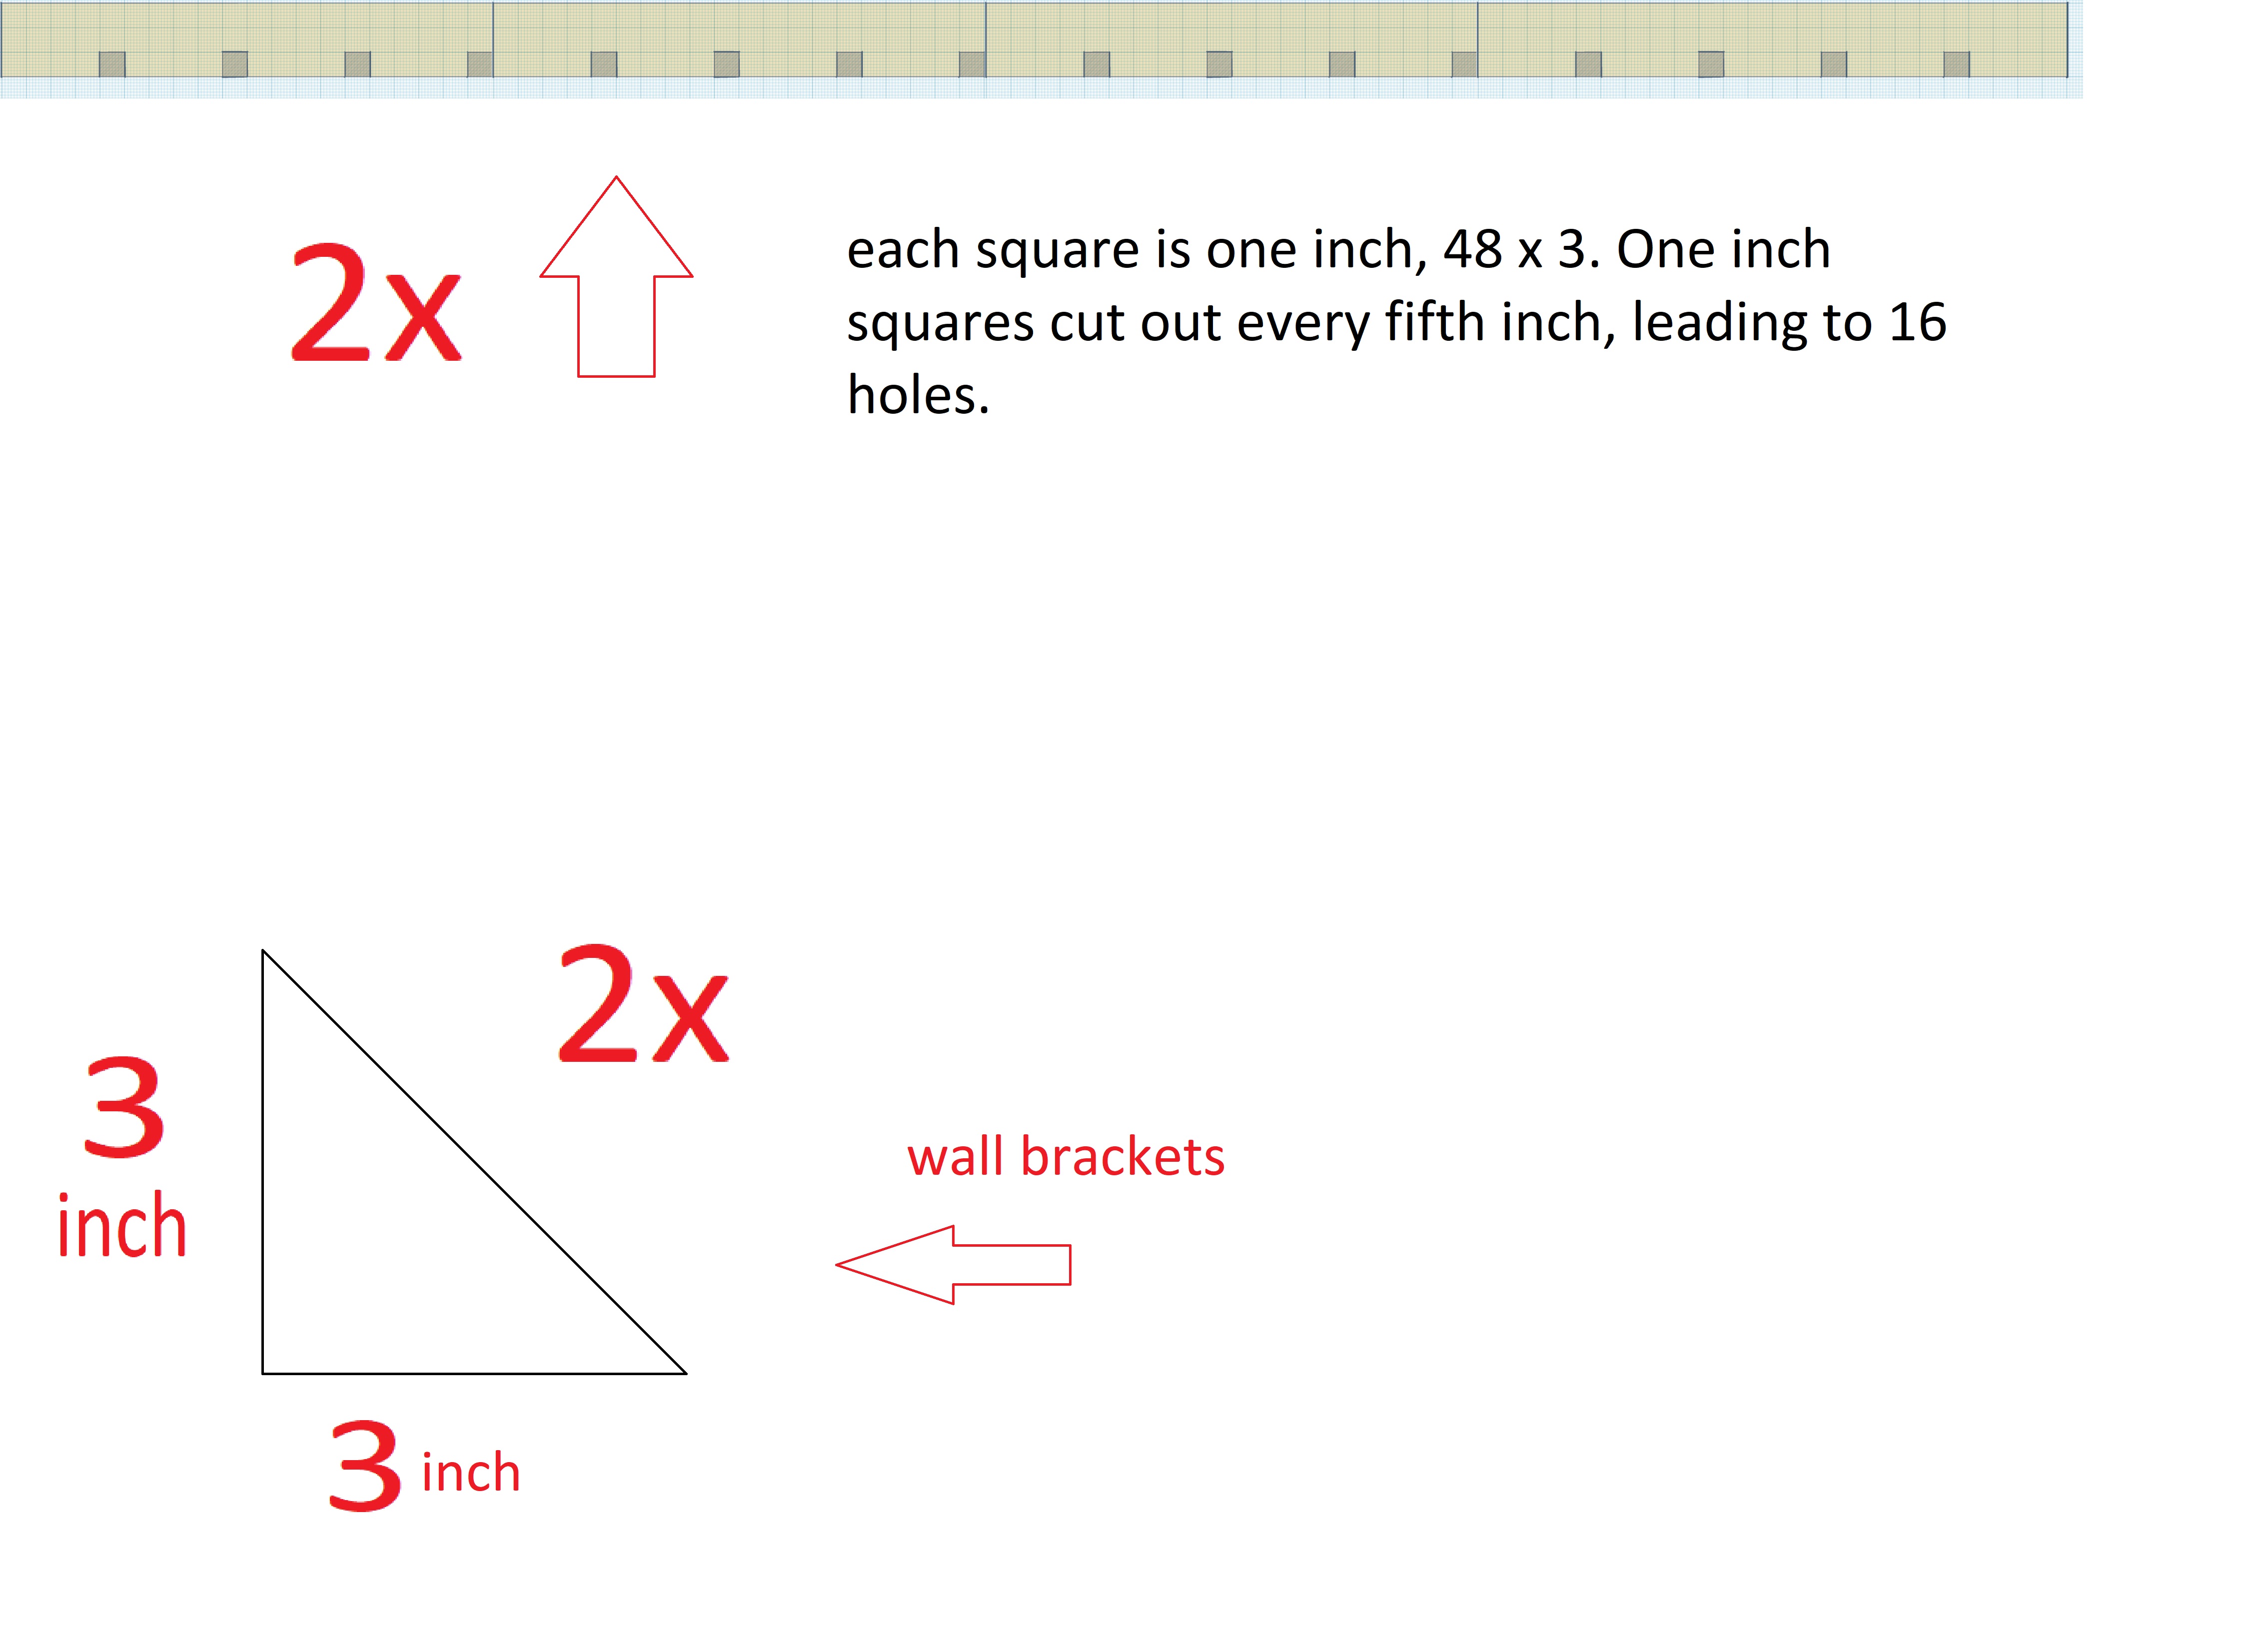 2x
each square is one inch, 48 x 3. One inch
squares cut out every fifth inch, leading to 16
holes.
2x
3
inch
wall brackets
3 inch